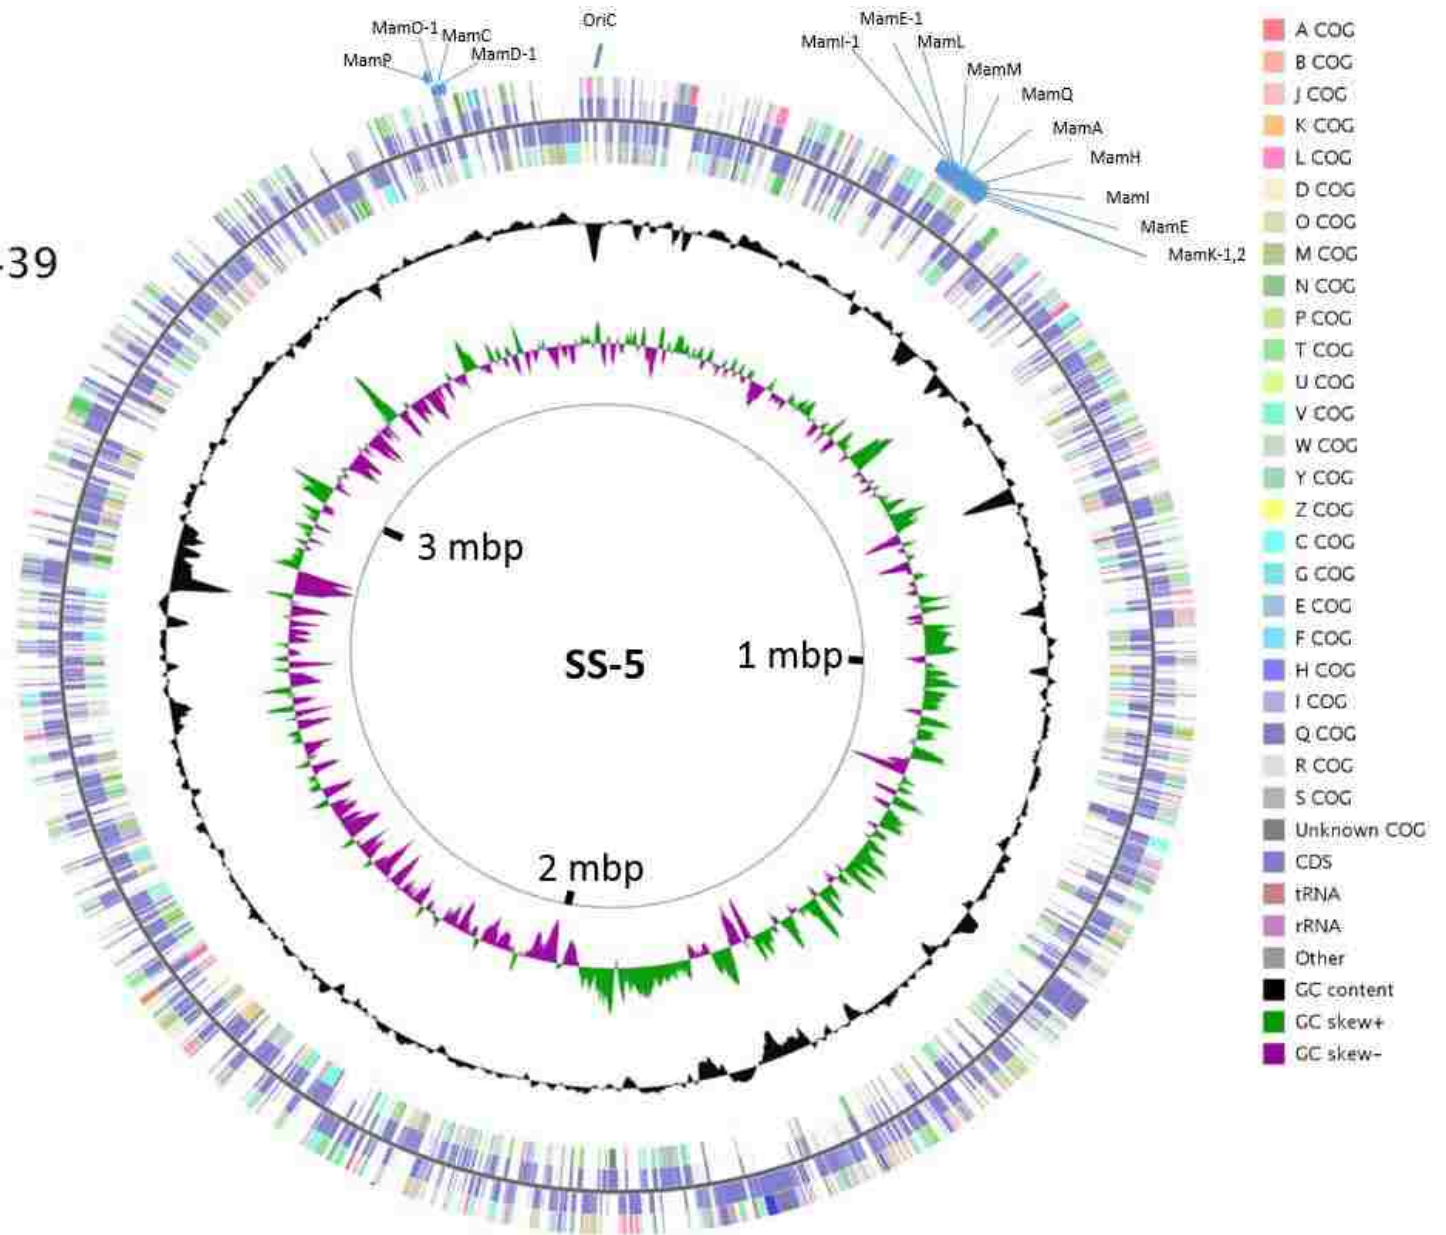 OriC
MamO-1
MamC
MamP
MamD-1
MamE-1
MamI-1
MamL
MamM
MamQ
MamA
MamH
MamI
MamE
MamK-1,2
-39
3 mbp
SS-5
1 mbp
2 mbp
A COG
B COG
J COG
K COG
L COG
D COG
O COG
M COG
N COG
P COG
T COG
U COG
V COG
W COG
Y COG
Z COG
C COG
G COG
E COG
F COG
H COG
I COG
Q COG
R COG
S COG
Unknown COG
CDS
tRNA
rRNA
Other
GC content
GC skew+
GC skew-